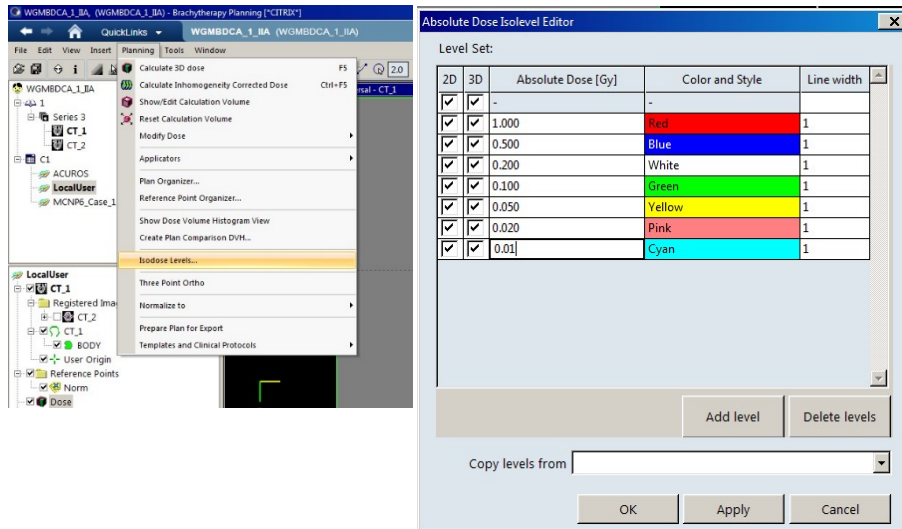 WGMBDCA_1_IIA, (WGMBDCA_1_IIA) - Brachytherapy Planning [*CITRIX*]
QuickLinks WGMBDCA_1_IIA (WGMBDCA_1_IIA)
File Edit View Insert Planning Tools Window
2.0
WGMBDCA_1_IIA
1
Series 3
CT_1
CT_2
C1
ACUROS
LocalUser
MCNP6_Case_1
Calculate 3D dose F5
Calculate Inhomogeneity Corrected Dose Ctrl+F5
Show/Edit Calculation Volume
Reset Calculation Volume
Modify Dose
Applicators
Plan Organizer...
Reference Point Organizer...
Show Dose Volume Histogram View
Create Plan Comparison DVH...
Isodose Levels...
Three Point Ortho
Normalize to
Prepare Plan for Export
Templates and Clinical Protocols
rsal - CT_1
LocalUser
CT_1
Registered Ima
CT_2
CT_1
BODY
User Origin
Reference Points
Norm
Dose
Absolute Dose Isolevel Editor
Level Set:
2D 3D Absolute Dose [Gy] Color and Style Line width
- -
1.000 Red 1
0.500 Blue 1
0.200 White 1
0.100 Green 1
0.050 Yellow 1
0.020 Pink 1
0.01 Cyan 1
Add level Delete levels
Copy levels from
OK Apply Cancel